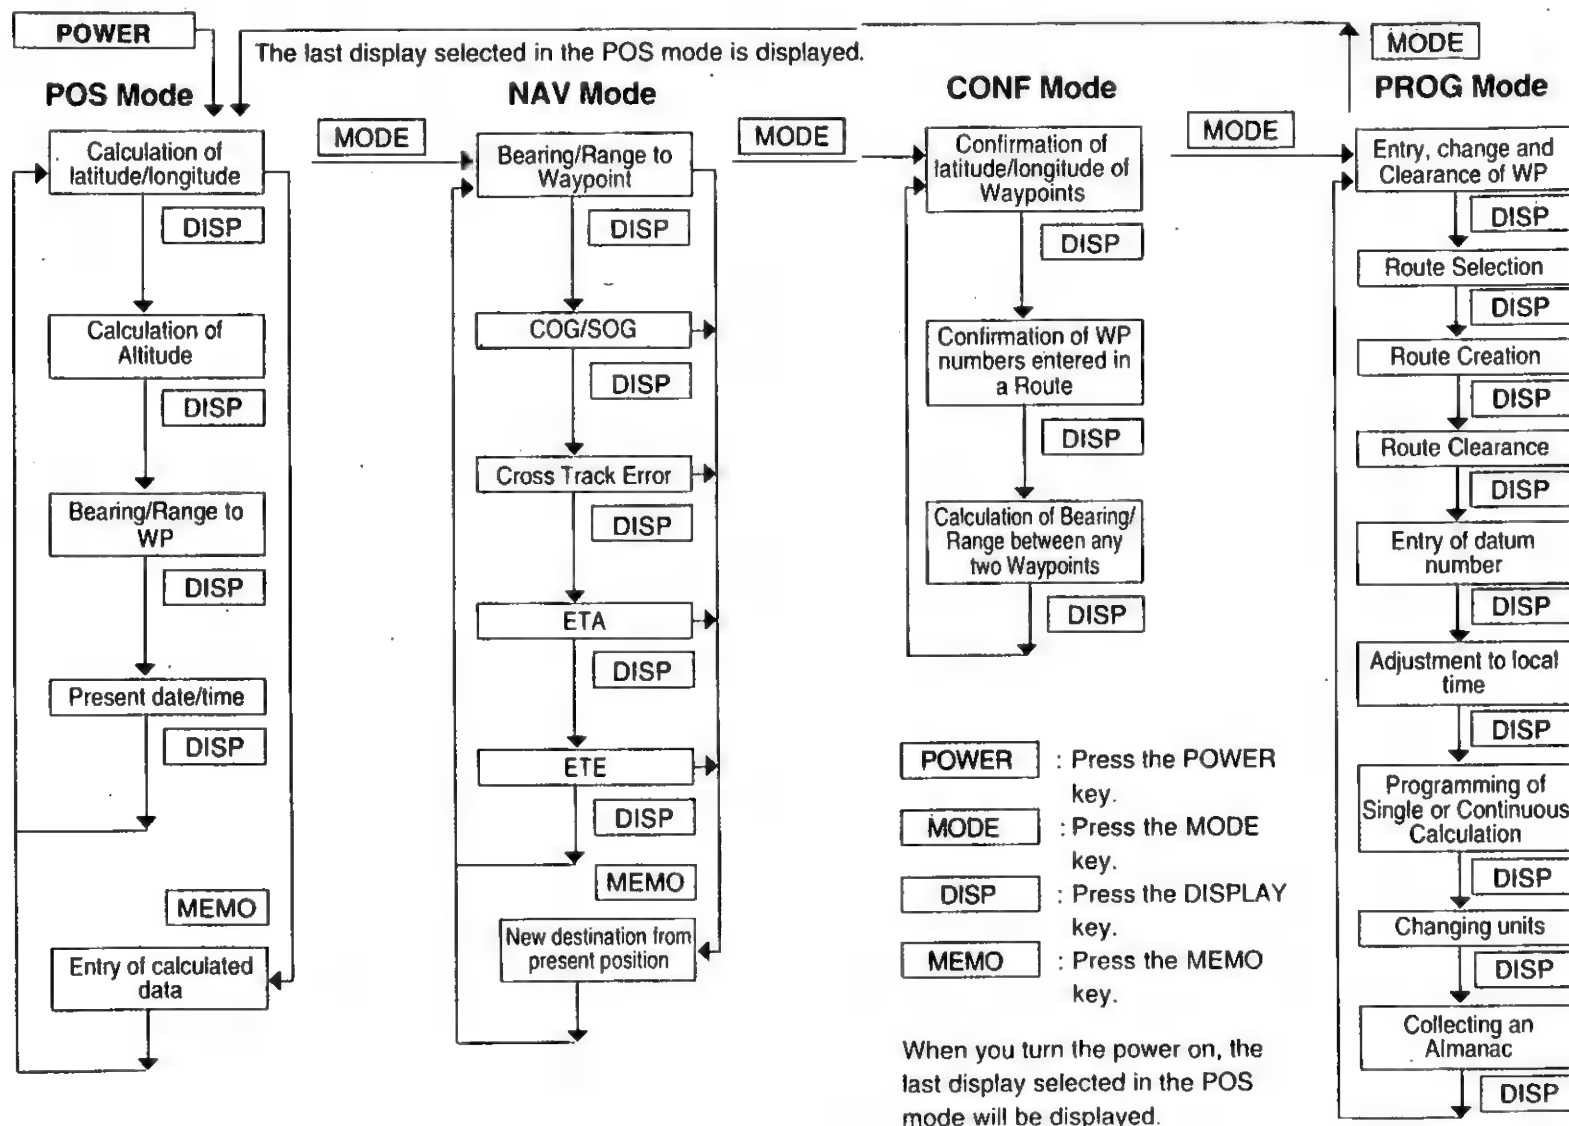 POWER
The last display selected in the POS mode is displayed.
MODE
POS Mode
Calculation of
latitude/longitude
DISP
Calculation of
Altitude
DISP
Bearing/Range to
WP
DISP
Present date/time
DISP
MEMO
Entry of calculated
data
MODE
NAV Mode
Bearing/Range to
Waypoint
DISP
COG/SOG
DISP
Cross Track Error
DISP
ETA
DISP
ETE
DISP
MEMO
New destination from
present position
MODE
CONF Mode
Confirmation of
latitude/longitude of
Waypoints
DISP
Confirmation of WP
numbers entered in
a Route
DISP
Calculation of Bearing/
Range between any
two Waypoints
DISP
MODE
PROG Mode
Entry, change and
Clearance of WP
DISP
Route Selection
DISP
Route Creation
DISP
Route Clearance
DISP
Entry of datum
number
DISP
Adjustment to local
time
DISP
Programming of
Single or Continuous
Calculation
DISP
Changing units
DISP
Collecting an
Almanac
DISP
POWER : Press the POWER
key.
MODE : Press the MODE
key.
DISP : Press the DISPLAY
key.
MEMO : Press the MEMO
key.
When you turn the power on, the
last display selected in the POS
mode will be displayed.